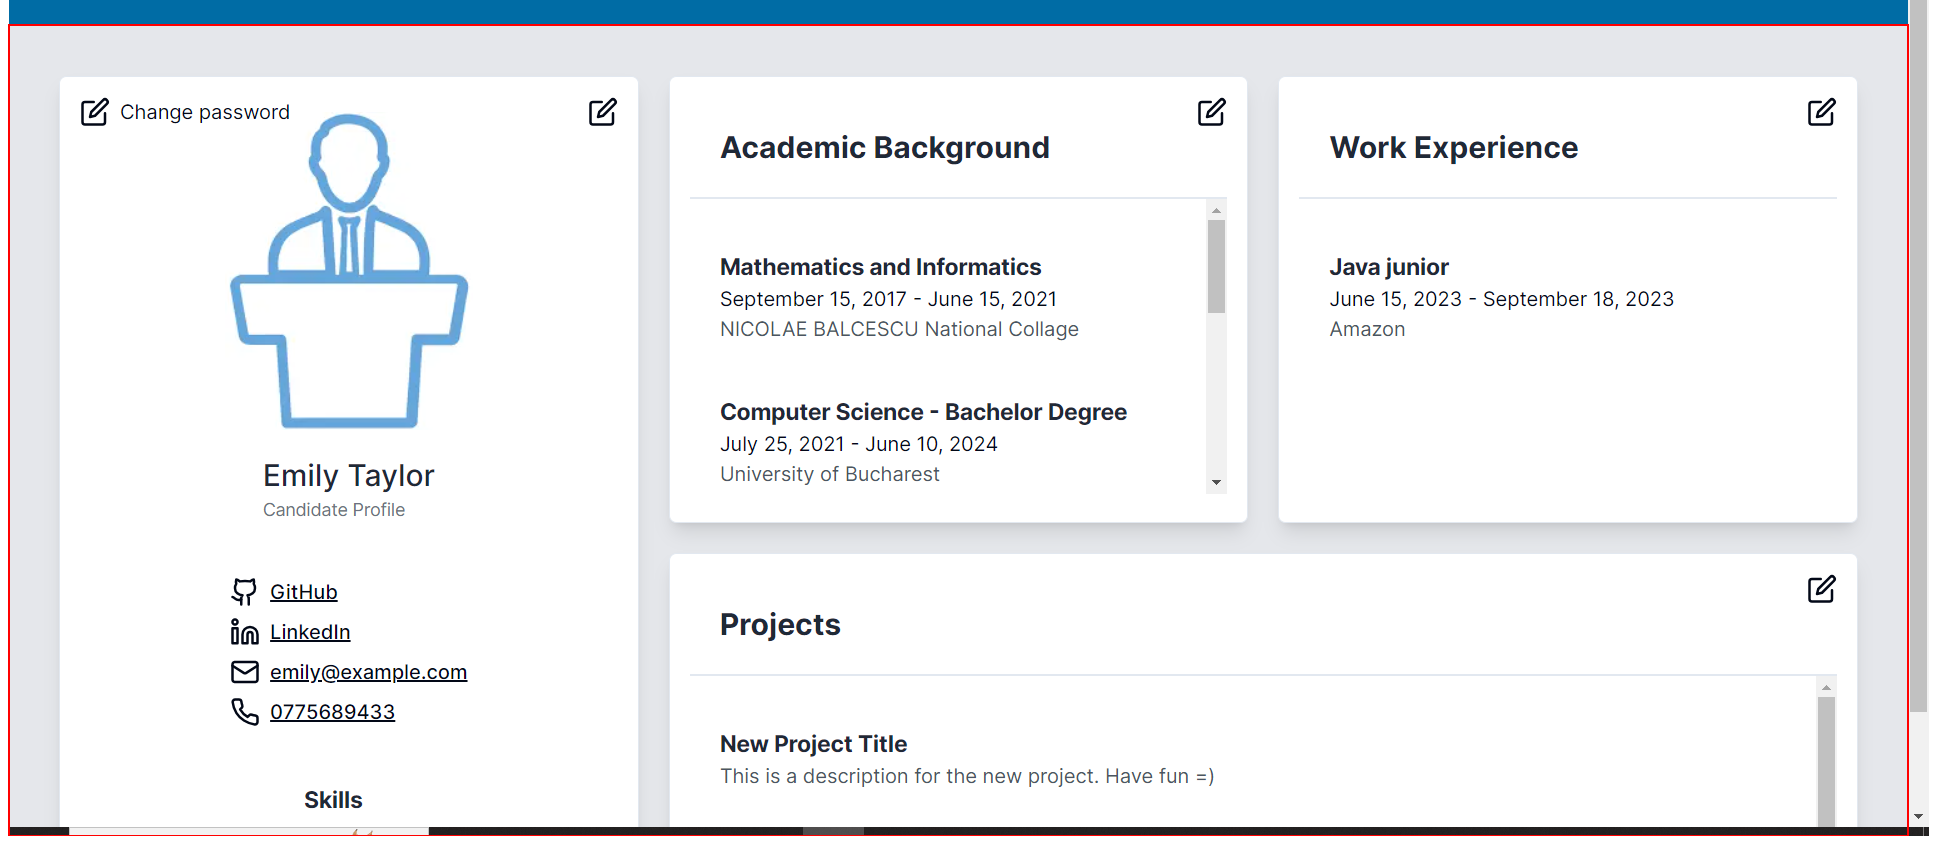 Change password
Emily Taylor
Candidate Profile
GitHub
LinkedIn
emily@example.com
0775689433
Skills
Academic Background
Mathematics and Informatics
September 15, 2017 - June 15, 2021
NICOLAE BALCESCU National Collage
Computer Science - Bachelor Degree
July 25, 2021 - June 10, 2024
University of Bucharest
Work Experience
Java junior
June 15, 2023 - September 18, 2023
Amazon
Projects
New Project Title
This is a description for the new project. Have fun =)